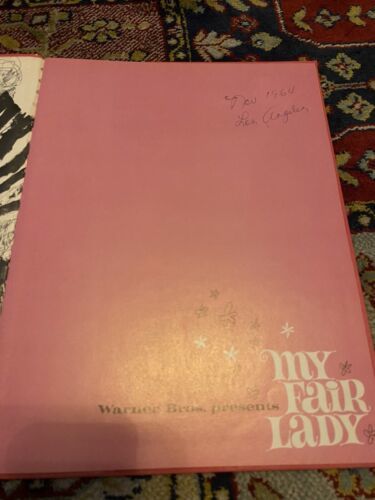 Nov 1964
Los Angeles
Warner Bros. presents
My
FaiR
LaDY